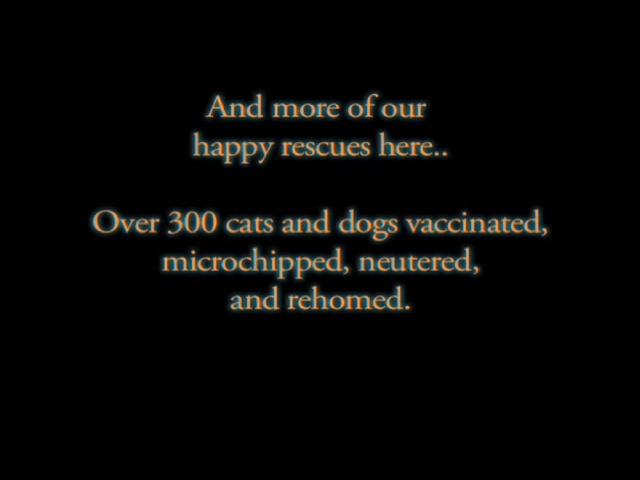 And more of our
happy rescues here..
Over 300 cats and dogs vaccinated,
microchipped, neutered,
and rehomed.